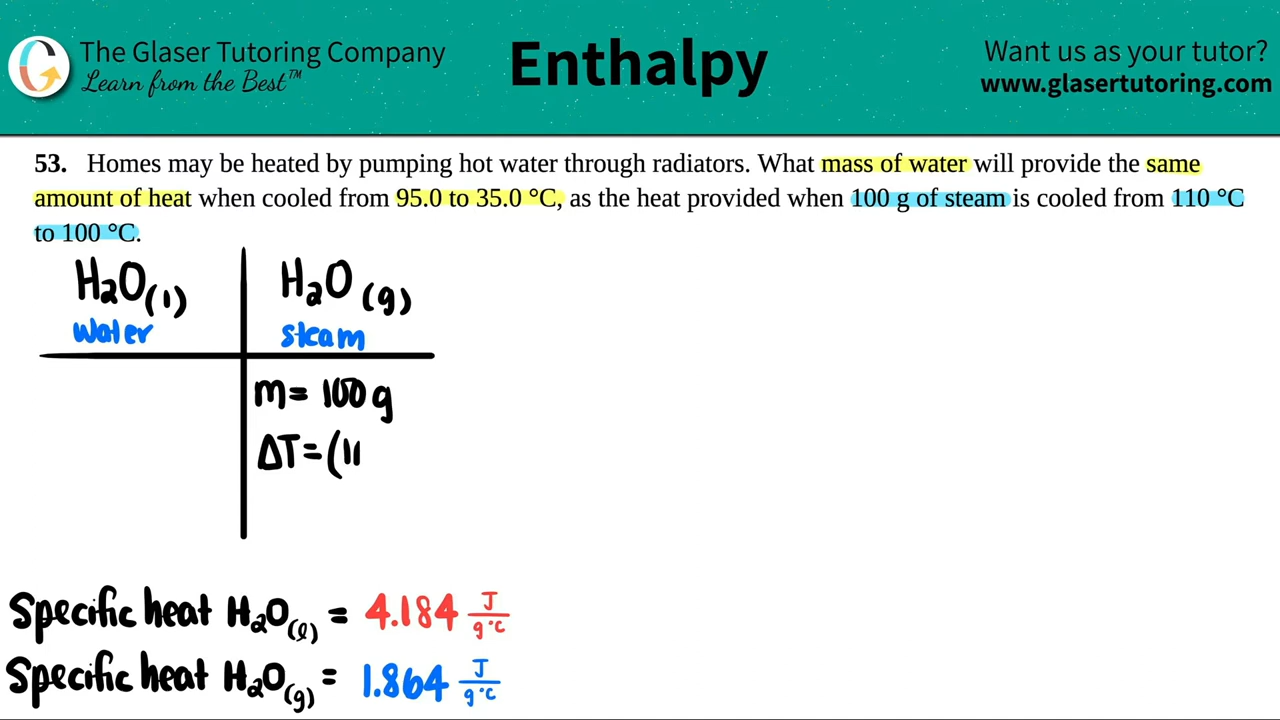 The Glaser Tutoring Company
Learn from the Best™
Enthalpy
Want us as your tutor?
www.glasertutoring.com
53. Homes may be heated by pumping hot water through radiators. What mass of water will provide the same
amount of heat when cooled from 95.0 to 35.0 °C, as the heat provided when 100 g of steam is cooled from 110 °C
to 100 °C.
H₂O(l)
water
H₂O(g)
steam
m = 100 g
ΔT = (11
Specific heat H₂O(l) = 4.184 J/g°C
Specific heat H₂O(g) = 1.864 J/g°C